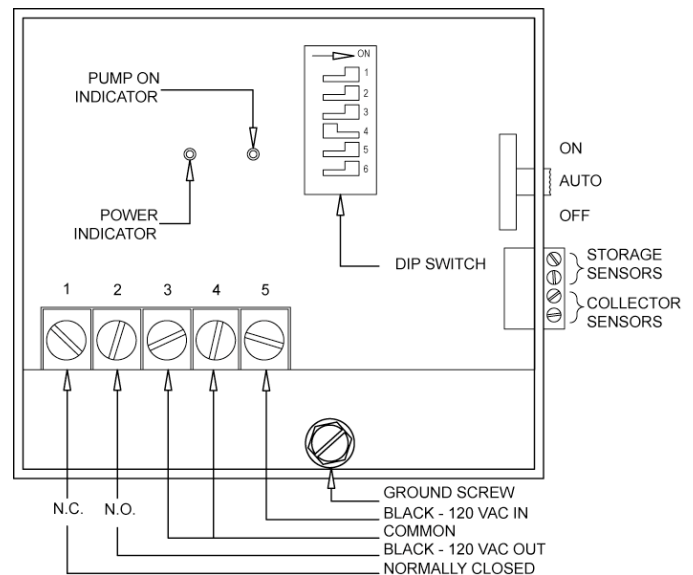 ON
1
2
3
4
5
6
PUMP ON
INDICATOR
POWER
INDICATOR
DIP SWITCH
ON
AUTO
OFF
STORAGE
SENSORS
COLLECTOR
SENSORS
1 2 3 4 5
N.C. N.O.
GROUND SCREW
BLACK - 120 VAC IN
COMMON
BLACK - 120 VAC OUT
NORMALLY CLOSED